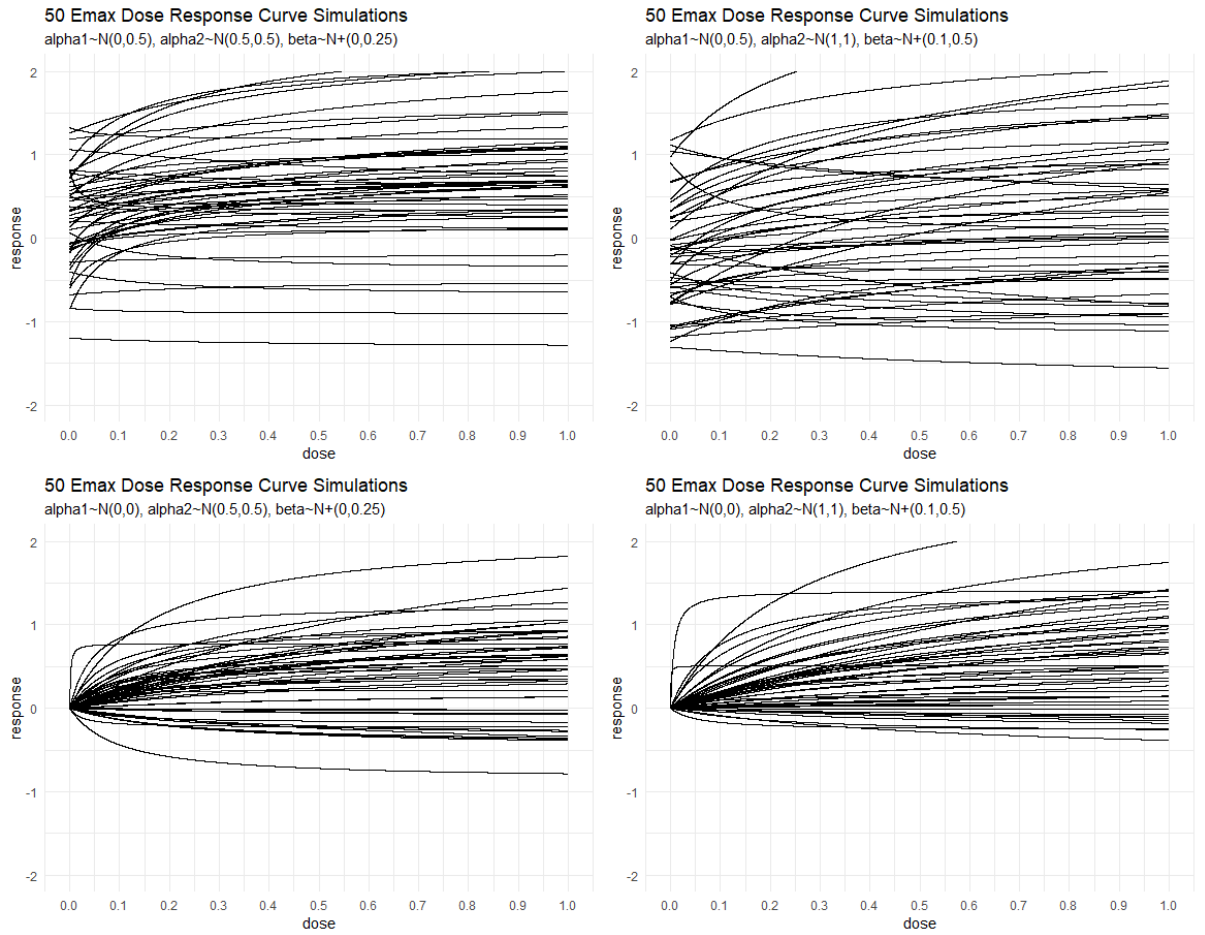 50 Emax Dose Response Curve Simulations
alpha1~N(0,0.5), alpha2~N(0.5,0.5), beta~N+(0,0.25)
2
1
0
-1
-2
response
0.0 0.1 0.2 0.3 0.4 0.5 0.6 0.7 0.8 0.9 1.0
dose
50 Emax Dose Response Curve Simulations
alpha1~N(0,0.5), alpha2~N(1,1), beta~N+(0.1,0.5)
2
1
0
-1
-2
response
0.0 0.1 0.2 0.3 0.4 0.5 0.6 0.7 0.8 0.9 1.0
dose
50 Emax Dose Response Curve Simulations
alpha1~N(0,0), alpha2~N(0.5,0.5), beta~N+(0,0.25)
2
1
0
-1
-2
response
0.0 0.1 0.2 0.3 0.4 0.5 0.6 0.7 0.8 0.9 1.0
dose
50 Emax Dose Response Curve Simulations
alpha1~N(0,0), alpha2~N(1,1), beta~N+(0.1,0.5)
2
1
0
-1
-2
response
0.0 0.1 0.2 0.3 0.4 0.5 0.6 0.7 0.8 0.9 1.0
dose